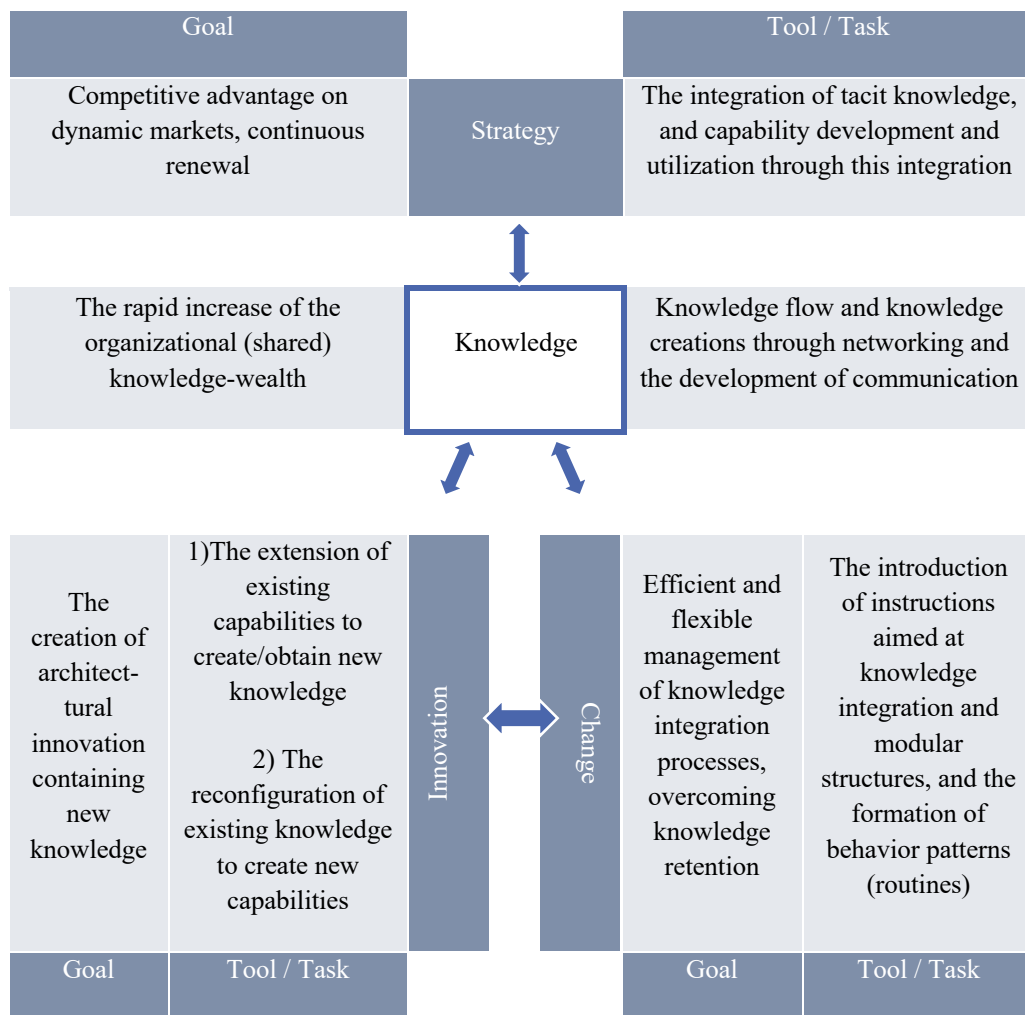 Goal
Tool / Task
Competitive advantage on
dynamic markets, continuous
renewal
Strategy
The integration of tacit knowledge,
and capability development and
utilization through this integration
The rapid increase of the
organizational (shared)
knowledge-wealth
Knowledge
Knowledge flow and knowledge
creations through networking and
the development of communication
The
creation of
architect-
tural
innovation
containing
new
knowledge
1)The extension of
existing
capabilities to
create/obtain new
knowledge
2) The
reconfiguration of
existing knowledge
to create new
capabilities
Innovation
Change
Efficient and
flexible
management
of knowledge
integration
processes,
overcoming
knowledge
retention
The introduction
of instructions
aimed at
knowledge
integration and
modular
structures, and the
formation of
behavior patterns
(routines)
Goal
Tool / Task
Goal
Tool / Task